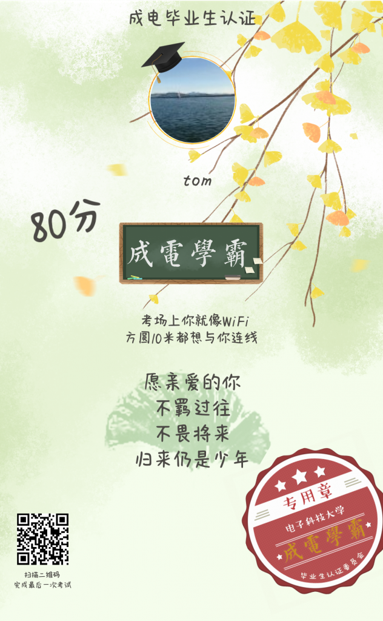 成电毕业生认证
tom
80分
成電學霸
考场上你就像WiFi
方圆10米都想与你连线
愿亲爱的你
不羁过往
不畏将来
归来仍是少年
专用章
电子科技大学
成電學霸
毕业生认证委员会
扫描二维码
完成最后一次考试